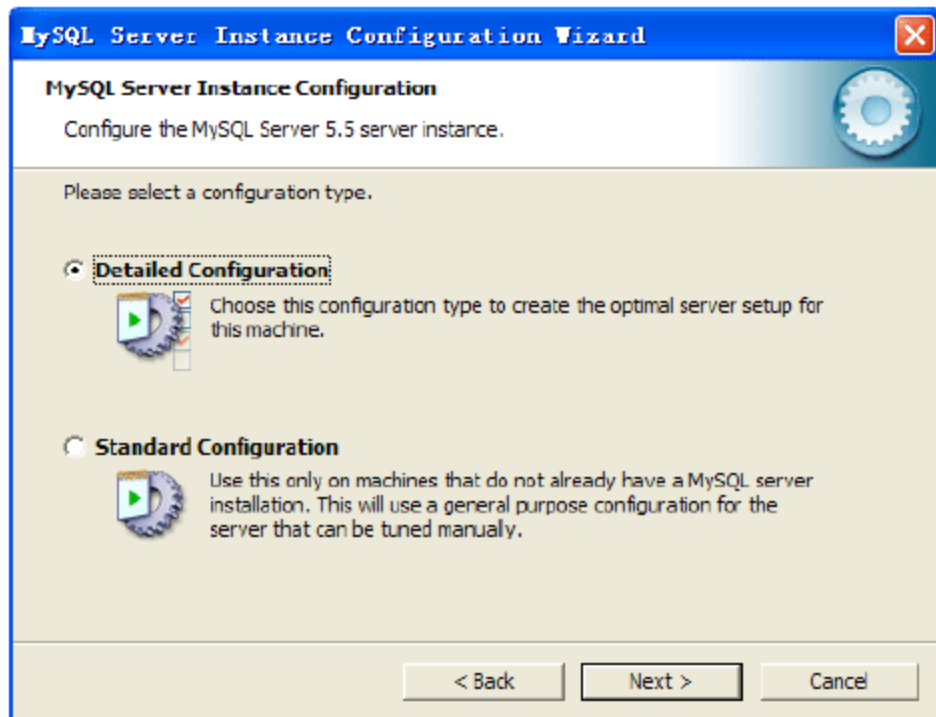 MySQL Server Instance Configuration Wizard
MySQL Server Instance Configuration
Configure the MySQL Server 5.5 server instance.
Please select a configuration type.
Detailed Configuration
Choose this configuration type to create the optimal server setup for
this machine.
Standard Configuration
Use this only on machines that do not already have a MySQL server
installation. This will use a general purpose configuration for the
server that can be tuned manually.
< Back
Next >
Cancel